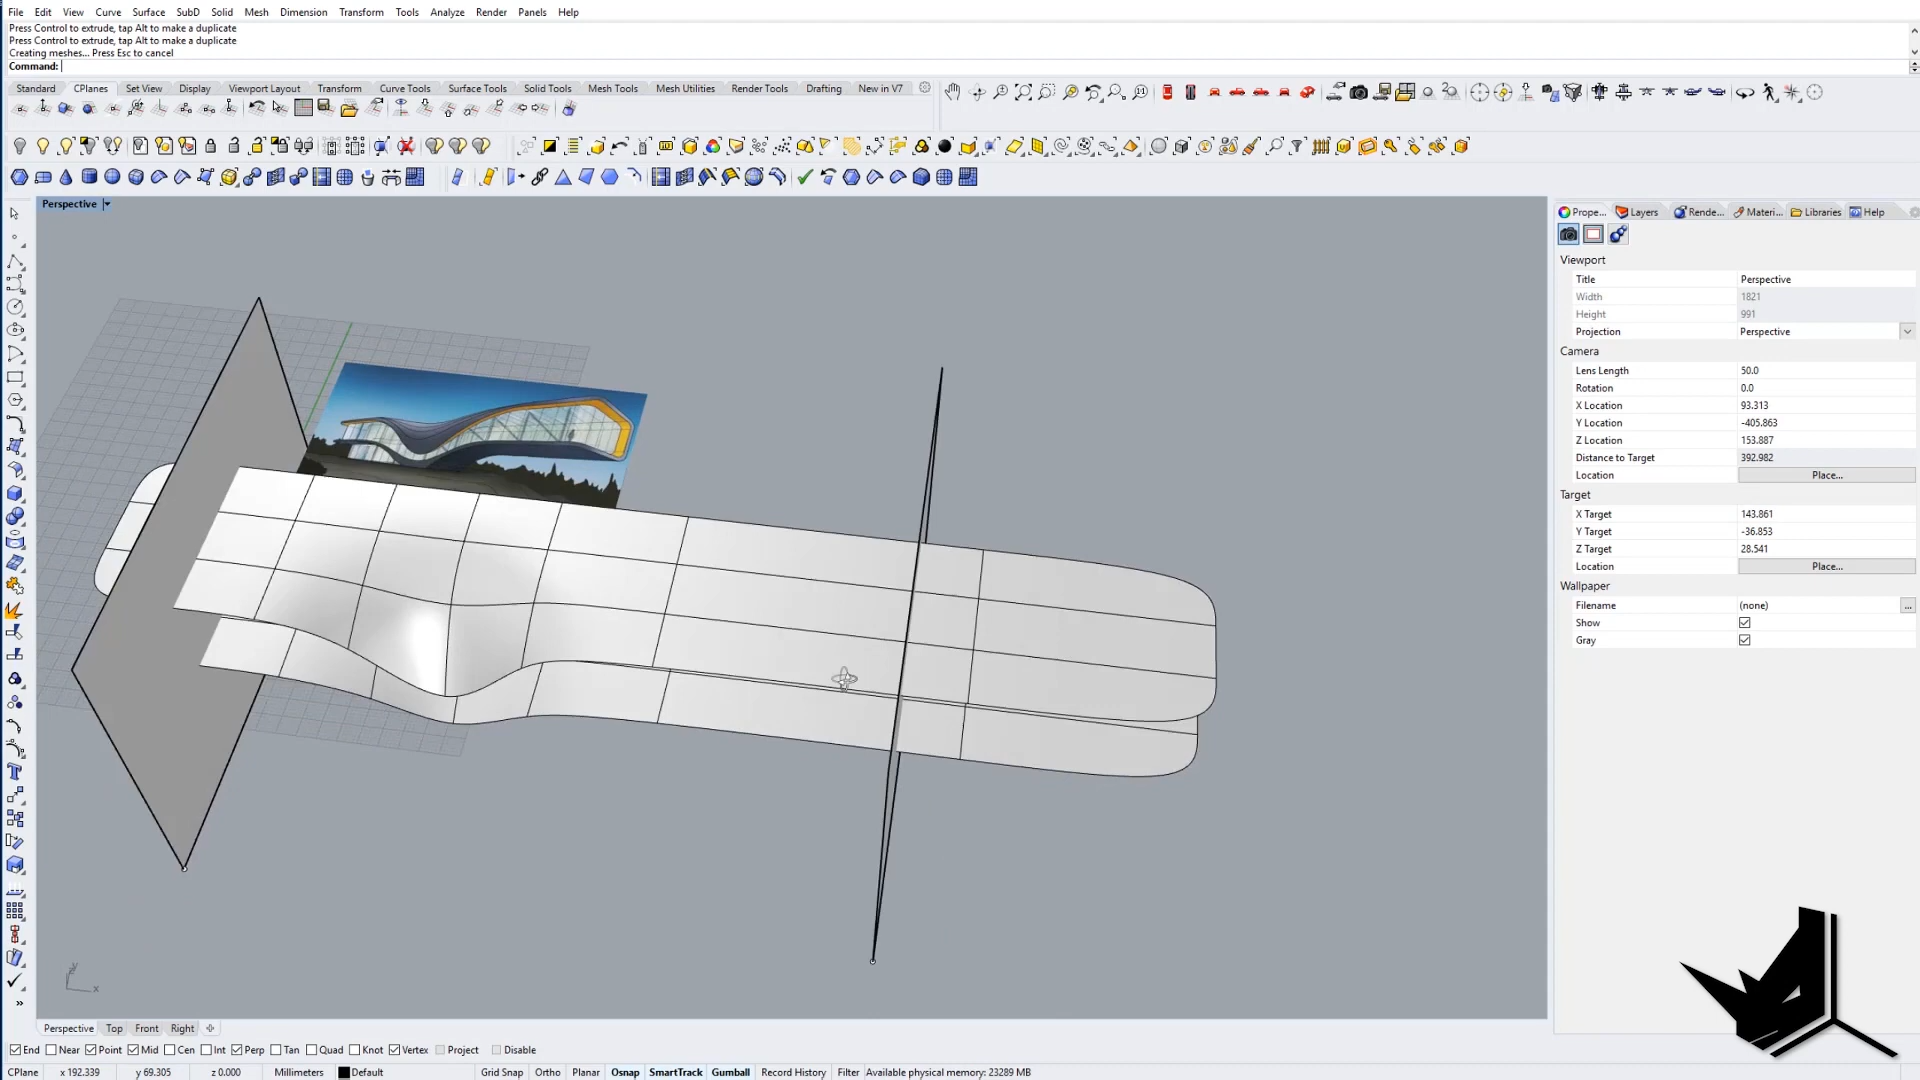 File Edit View Curve Surface SubD Solid Mesh Dimension Transform Tools Analyze Render Panels Help
Press Control to extrude, tap Alt to make a duplicate
Press Control to extrude, tap Alt to make a duplicate
Creating meshes... Press Esc to cancel
Command:
Standard CPlanes Set View Display Viewport Layout Transform Curve Tools Surface Tools Solid Tools Mesh Tools Mesh Utilities Render Tools Drafting New in V7
Perspective
Prope... Layers Rende... Materi... Libraries Help
Viewport
Title Perspective
Width 1821
Height 991
Projection Perspective
Camera
Lens Length 50.0
Rotation 0.0
X Location 93.313
Y Location -405.863
Z Location 153.887
Distance to Target 392.982
Location Place...
Target
X Target 143.861
Y Target -36.853
Z Target 28.541
Location Place...
Wallpaper
Filename (none) ...
Show
Gray
y
x
Perspective Top Front Right
End Near Point Mid Cen Int Perp Tan Quad Knot Vertex Project Disable
CPlane x 192.339 y 69.305 z 0.000 Millimeters Default Grid Snap Ortho Planar Osnap SmartTrack Gumball Record History Filter Available physical memory: 23289 MB